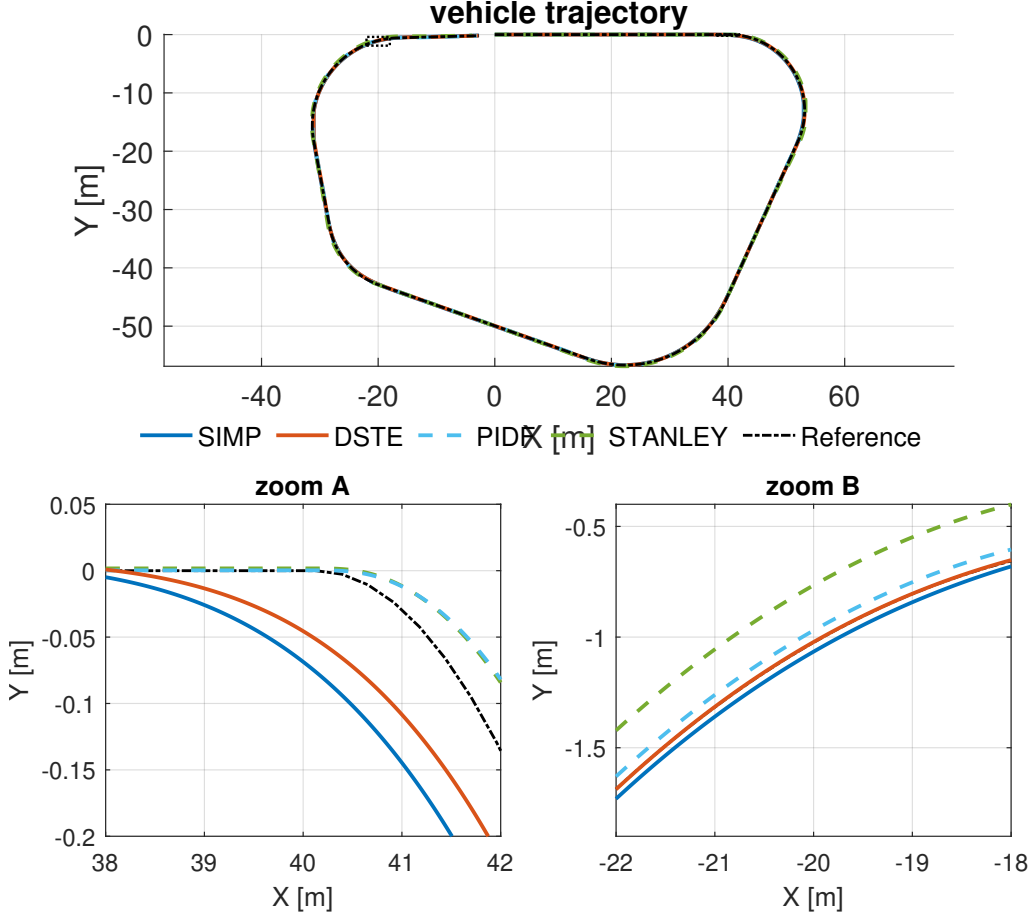 vehicle trajectory
0
-10
-20
-30
-40
-50
Y [m]
-40 -20 0 20 40 60
X [m]
SIMP DSTE PIDF STANLEY Reference
zoom A
0.05
0
-0.05
-0.1
-0.15
-0.2
Y [m]
38 39 40 41 42
X [m]
zoom B
-0.5
-1
-1.5
Y [m]
-22 -21 -20 -19 -18
X [m]